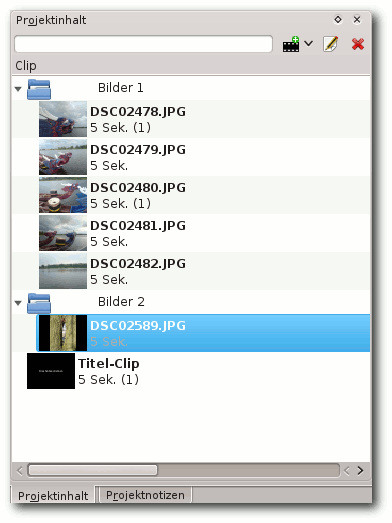 Projektinhalt
Clip
Bilder 1
DSC02478.JPG
5 Sek. (1)
DSC02479.JPG
5 Sek.
DSC02480.JPG
5 Sek. (1)
DSC02481.JPG
5 Sek.
DSC02482.JPG
5 Sek.
Bilder 2
DSC02589.JPG
5 Sek.
Titel-Clip
5 Sek. (1)
Projektinhalt Projektnotizen